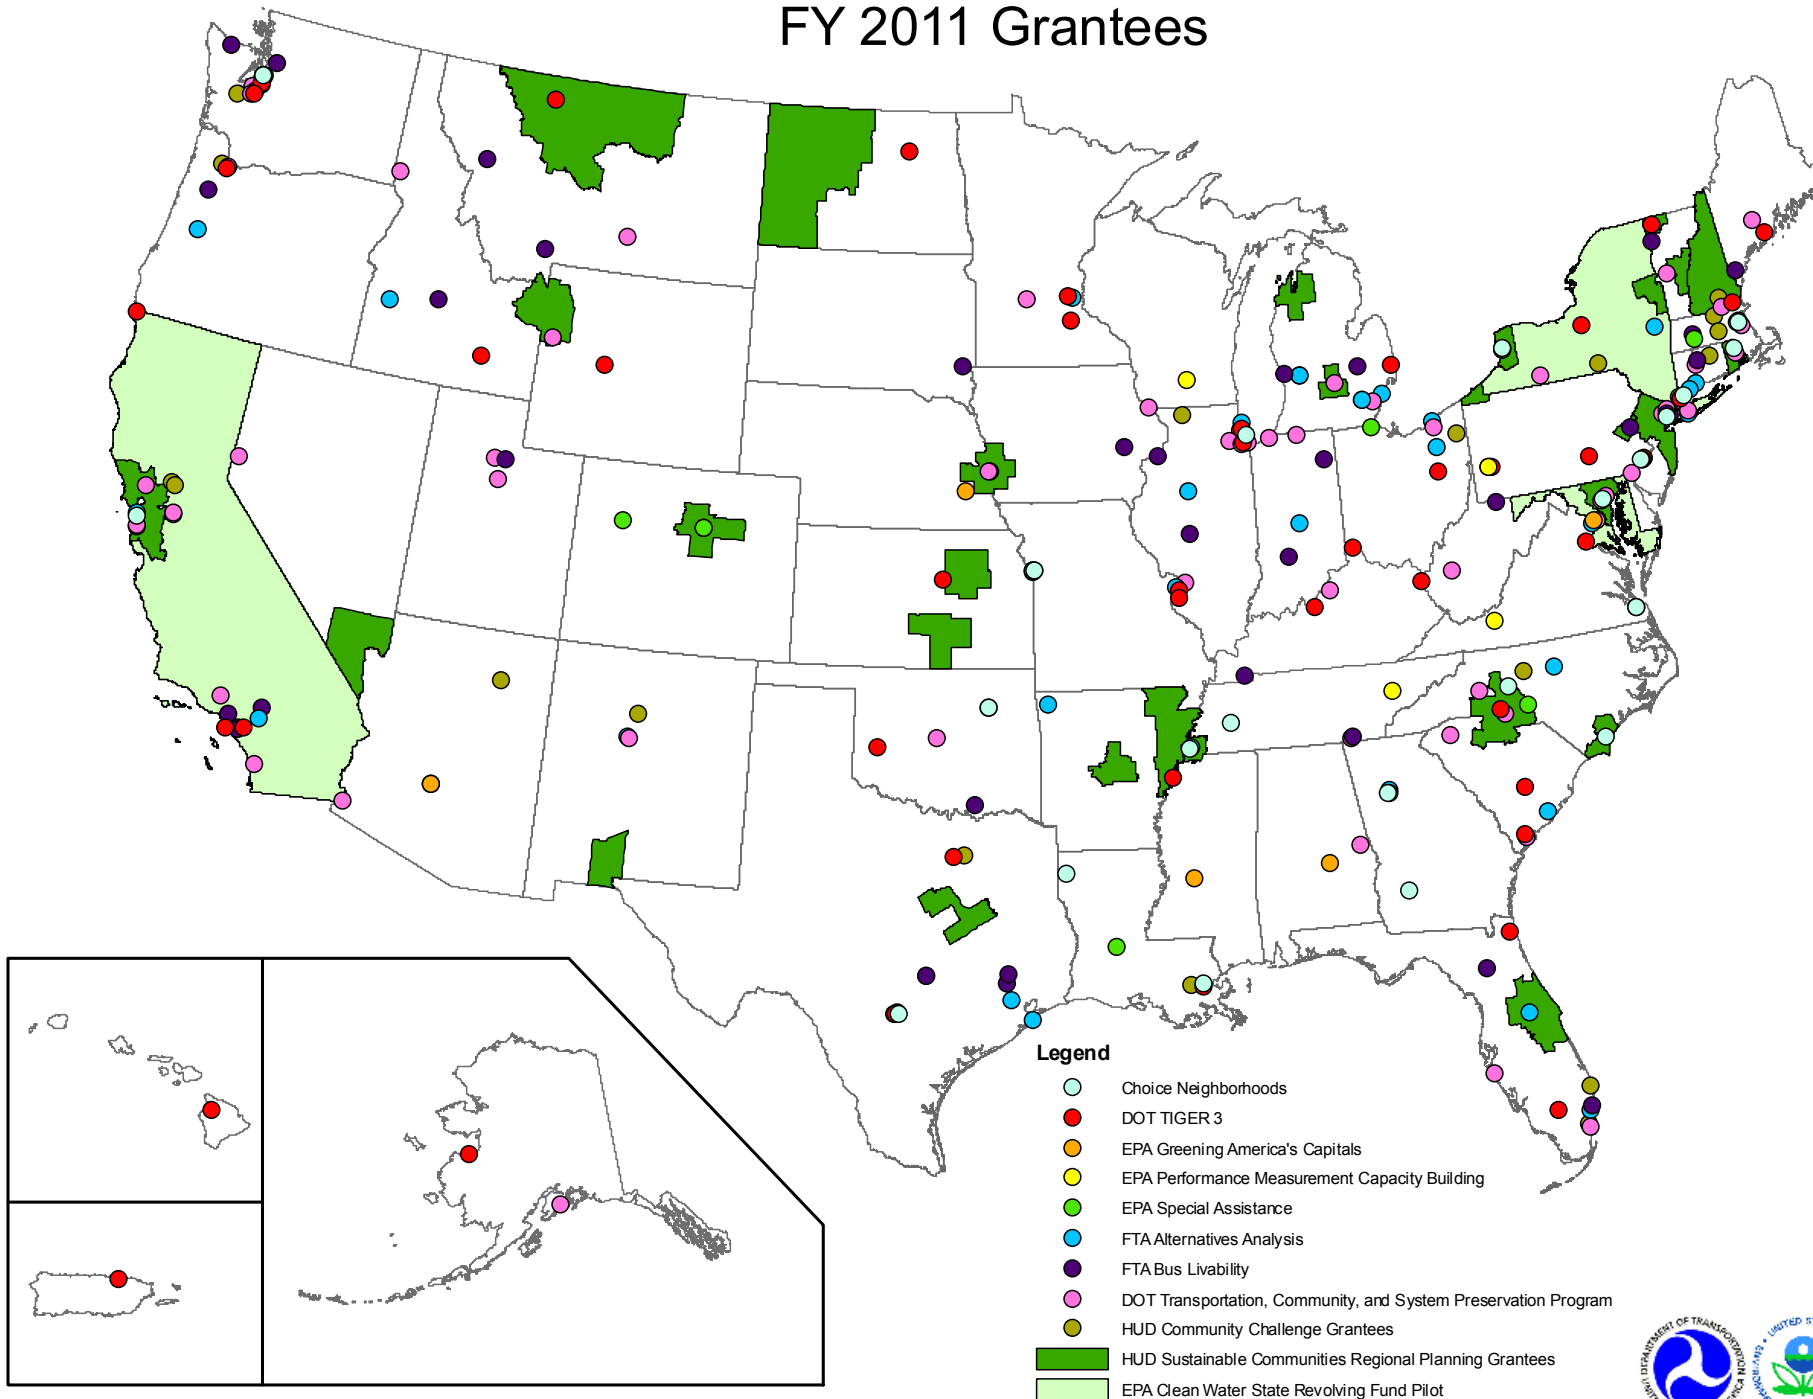 FY 2011 Grantees
Legend
Choice Neighborhoods
DOT TIGER 3
EPA Greening America's Capitals
EPA Performance Measurement Capacity Building
EPA Special Assistance
FTA Alternatives Analysis
FTA Bus Livability
DOT Transportation, Community, and System Preservation Program
HUD Community Challenge Grantees
HUD Sustainable Communities Regional Planning Grantees
EPA Clean Water State Revolving Fund Pilot